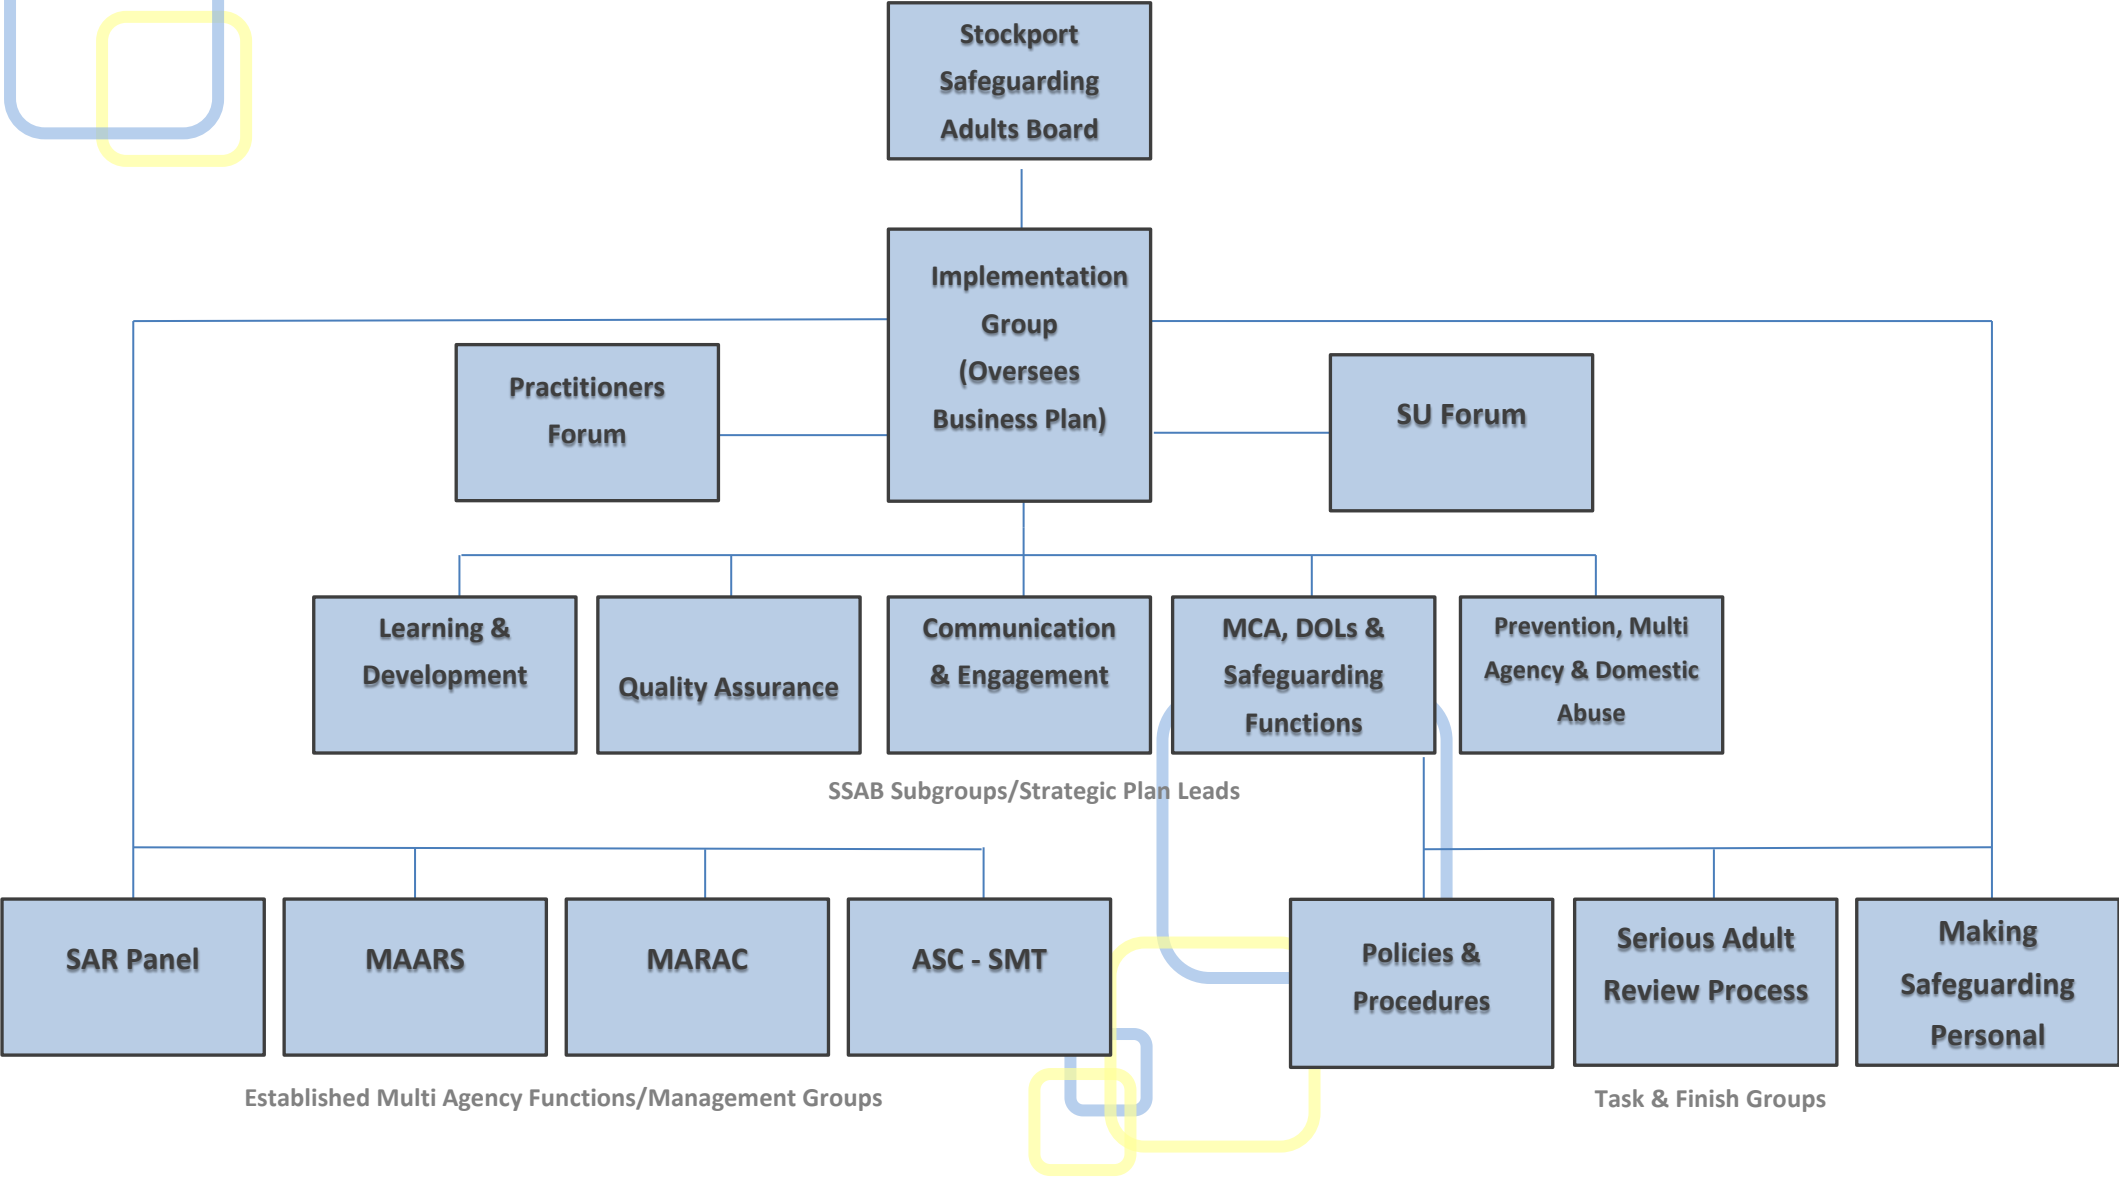 Stockport
Safeguarding
Adults Board
Implementation
Group
(Oversees
Business Plan)
Practitioners
Forum
SU Forum
Learning &
Development
Quality Assurance
Communication
& Engagement
MCA, DOLs &
Safeguarding
Functions
Prevention, Multi
Agency & Domestic
Abuse
SSAB Subgroups/Strategic Plan Leads
SAR Panel
MAARS
MARAC
ASC - SMT
Policies &
Procedures
Serious Adult
Review Process
Making
Safeguarding
Personal
Established Multi Agency Functions/Management Groups
Task & Finish Groups